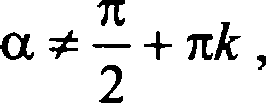 α ≠ π/2 + πk ,